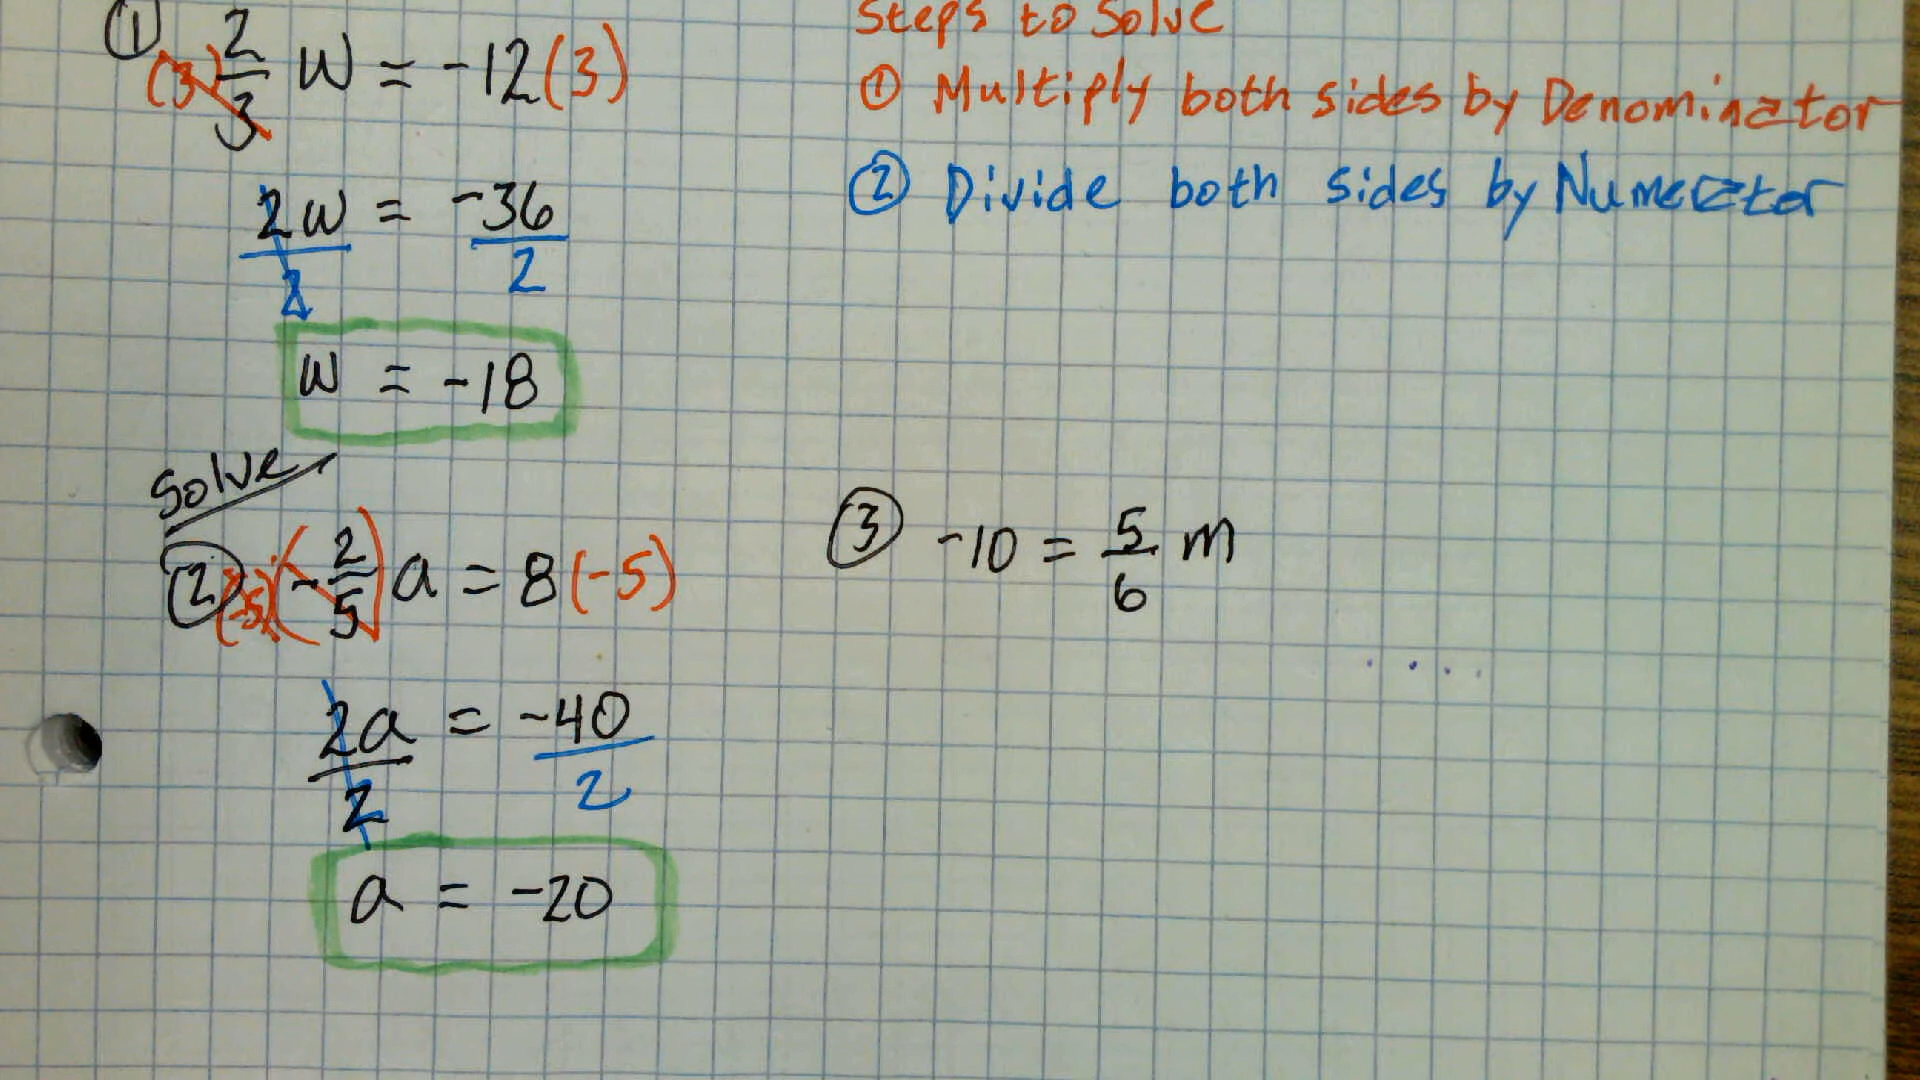 ① (3) 2/3 w = -12(3)
2w/2 = -36/2
w = -18
Steps to Solve
① Multiply both sides by Denominator
② Divide both sides by Numerator
Solve
② (-5)(-2/5) a = 8(-5)
2a/2 = -40/2
a = -20
③ -10 = 5/6 m